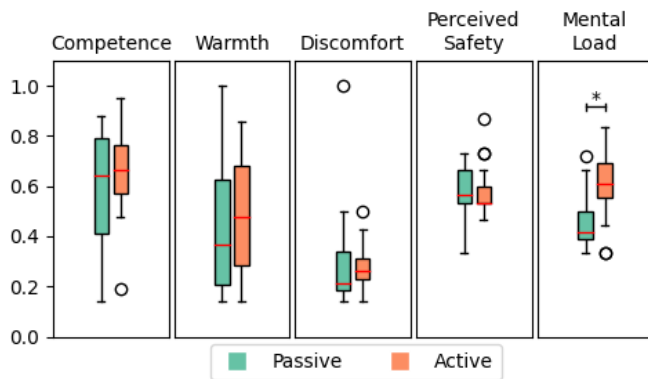 Competence
Warmth
Discomfort
Perceived
Safety
Mental
Load
1.0
0.8
0.6
0.4
0.2
0.0
*
Passive
Active